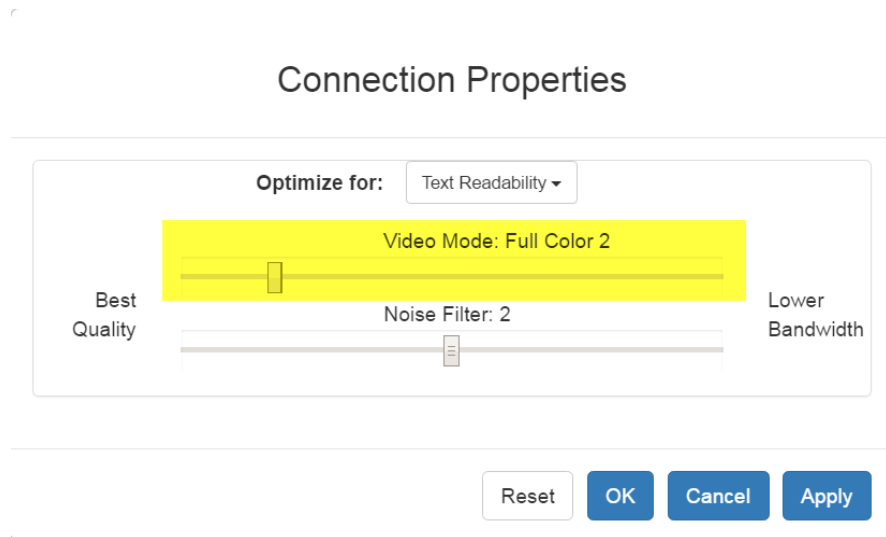 Connection Properties
Optimize for: Text Readability
Video Mode: Full Color 2
Best
Quality
Noise Filter: 2
Lower
Bandwidth
Reset OK Cancel Apply